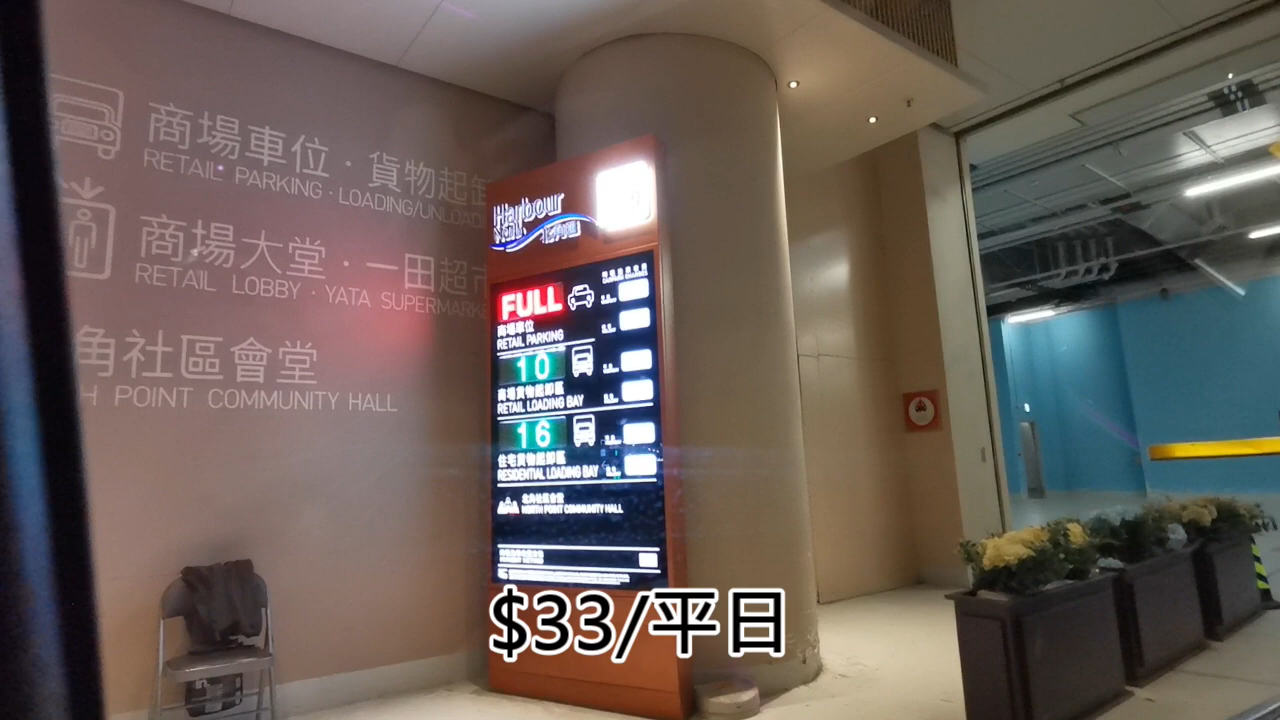 商場車位·貨物起卸
RETAIL PARKING·LOADING/UNLOAD
商場大堂·一田超市
RETAIL LOBBY·YATA SUPERMARKE
角社區會堂
H POINT COMMUNITY HALL
Harbour
FULL
商場車位
RETAIL PARKING
10
商場貨物起卸區
RETAIL LOADING BAY
16
住宅貨物起卸區
RESIDENTIAL LOADING BAY
北角社區會堂
NORTH POINT COMMUNITY HALL
$33/平日